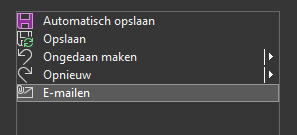 Automatisch opslaan
Opslaan
Ongedaan maken
Opnieuw
E-mailen